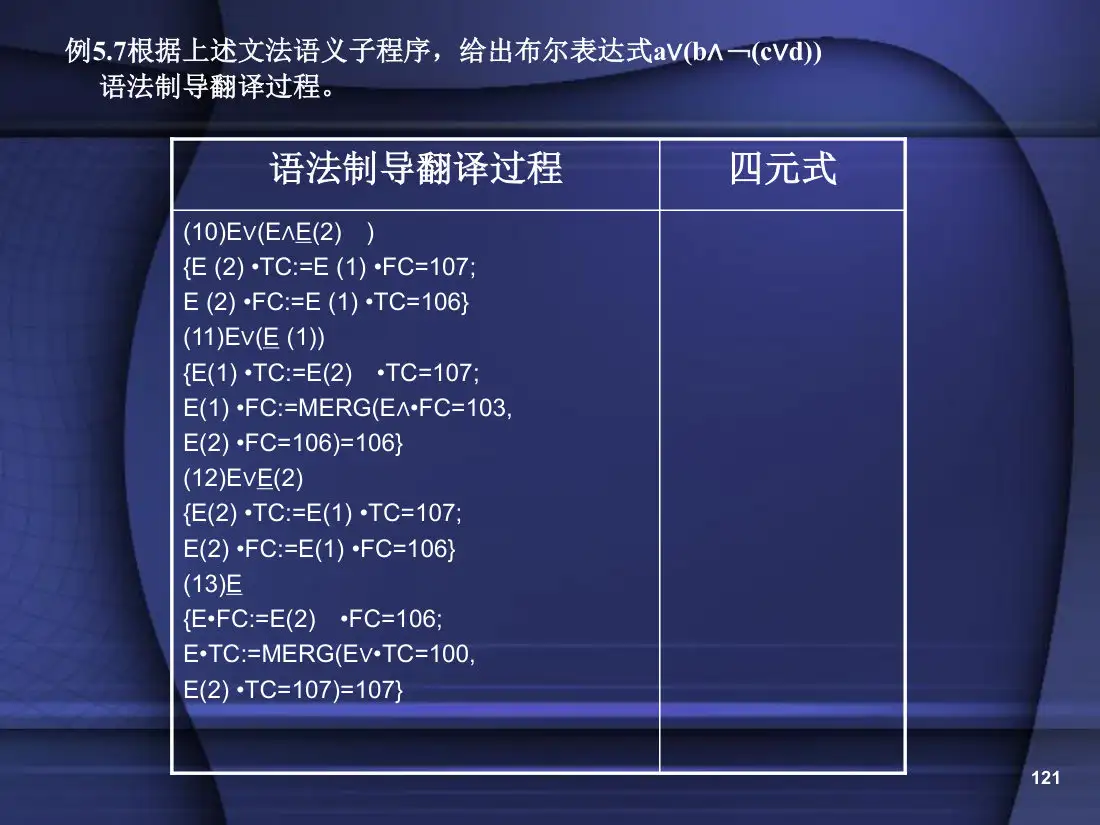 例5.7根据上述文法语义子程序，给出布尔表达式a∨(b∧￢(c∨d))
语法制导翻译过程。
语法制导翻译过程
四元式
(10)E∨(E∧E(2) )
{E (2) •TC:=E (1) •FC=107;
E (2) •FC:=E (1) •TC=106}
(11)E∨(E (1))
{E(1) •TC:=E(2) •TC=107;
E(1) •FC:=MERG(E∧•FC=103,
E(2) •FC=106)=106}
(12)E∨E(2)
{E(2) •TC:=E(1) •TC=107;
E(2) •FC:=E(1) •FC=106}
(13)E
{E•FC:=E(2) •FC=106;
E•TC:=MERG(E∨•TC=100,
E(2) •TC=107)=107}
121